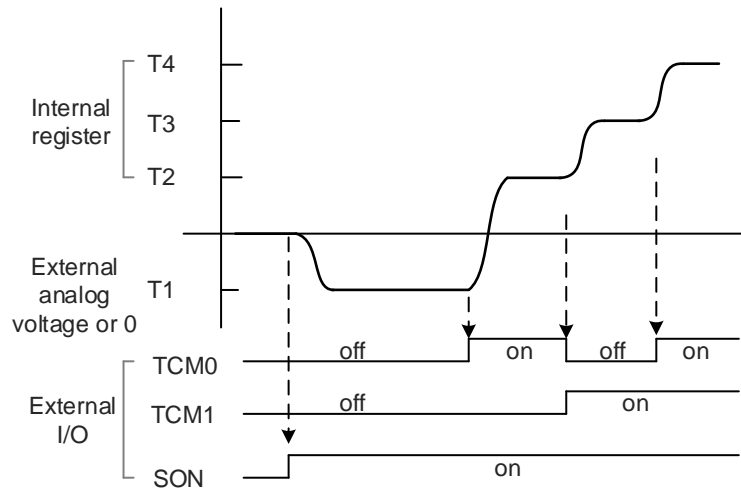 T4
Internal
register
T3
T2
External
analog
voltage or 0
T1
TCM0
off
on
off
on
External
I/O
TCM1
off
on
SON
on